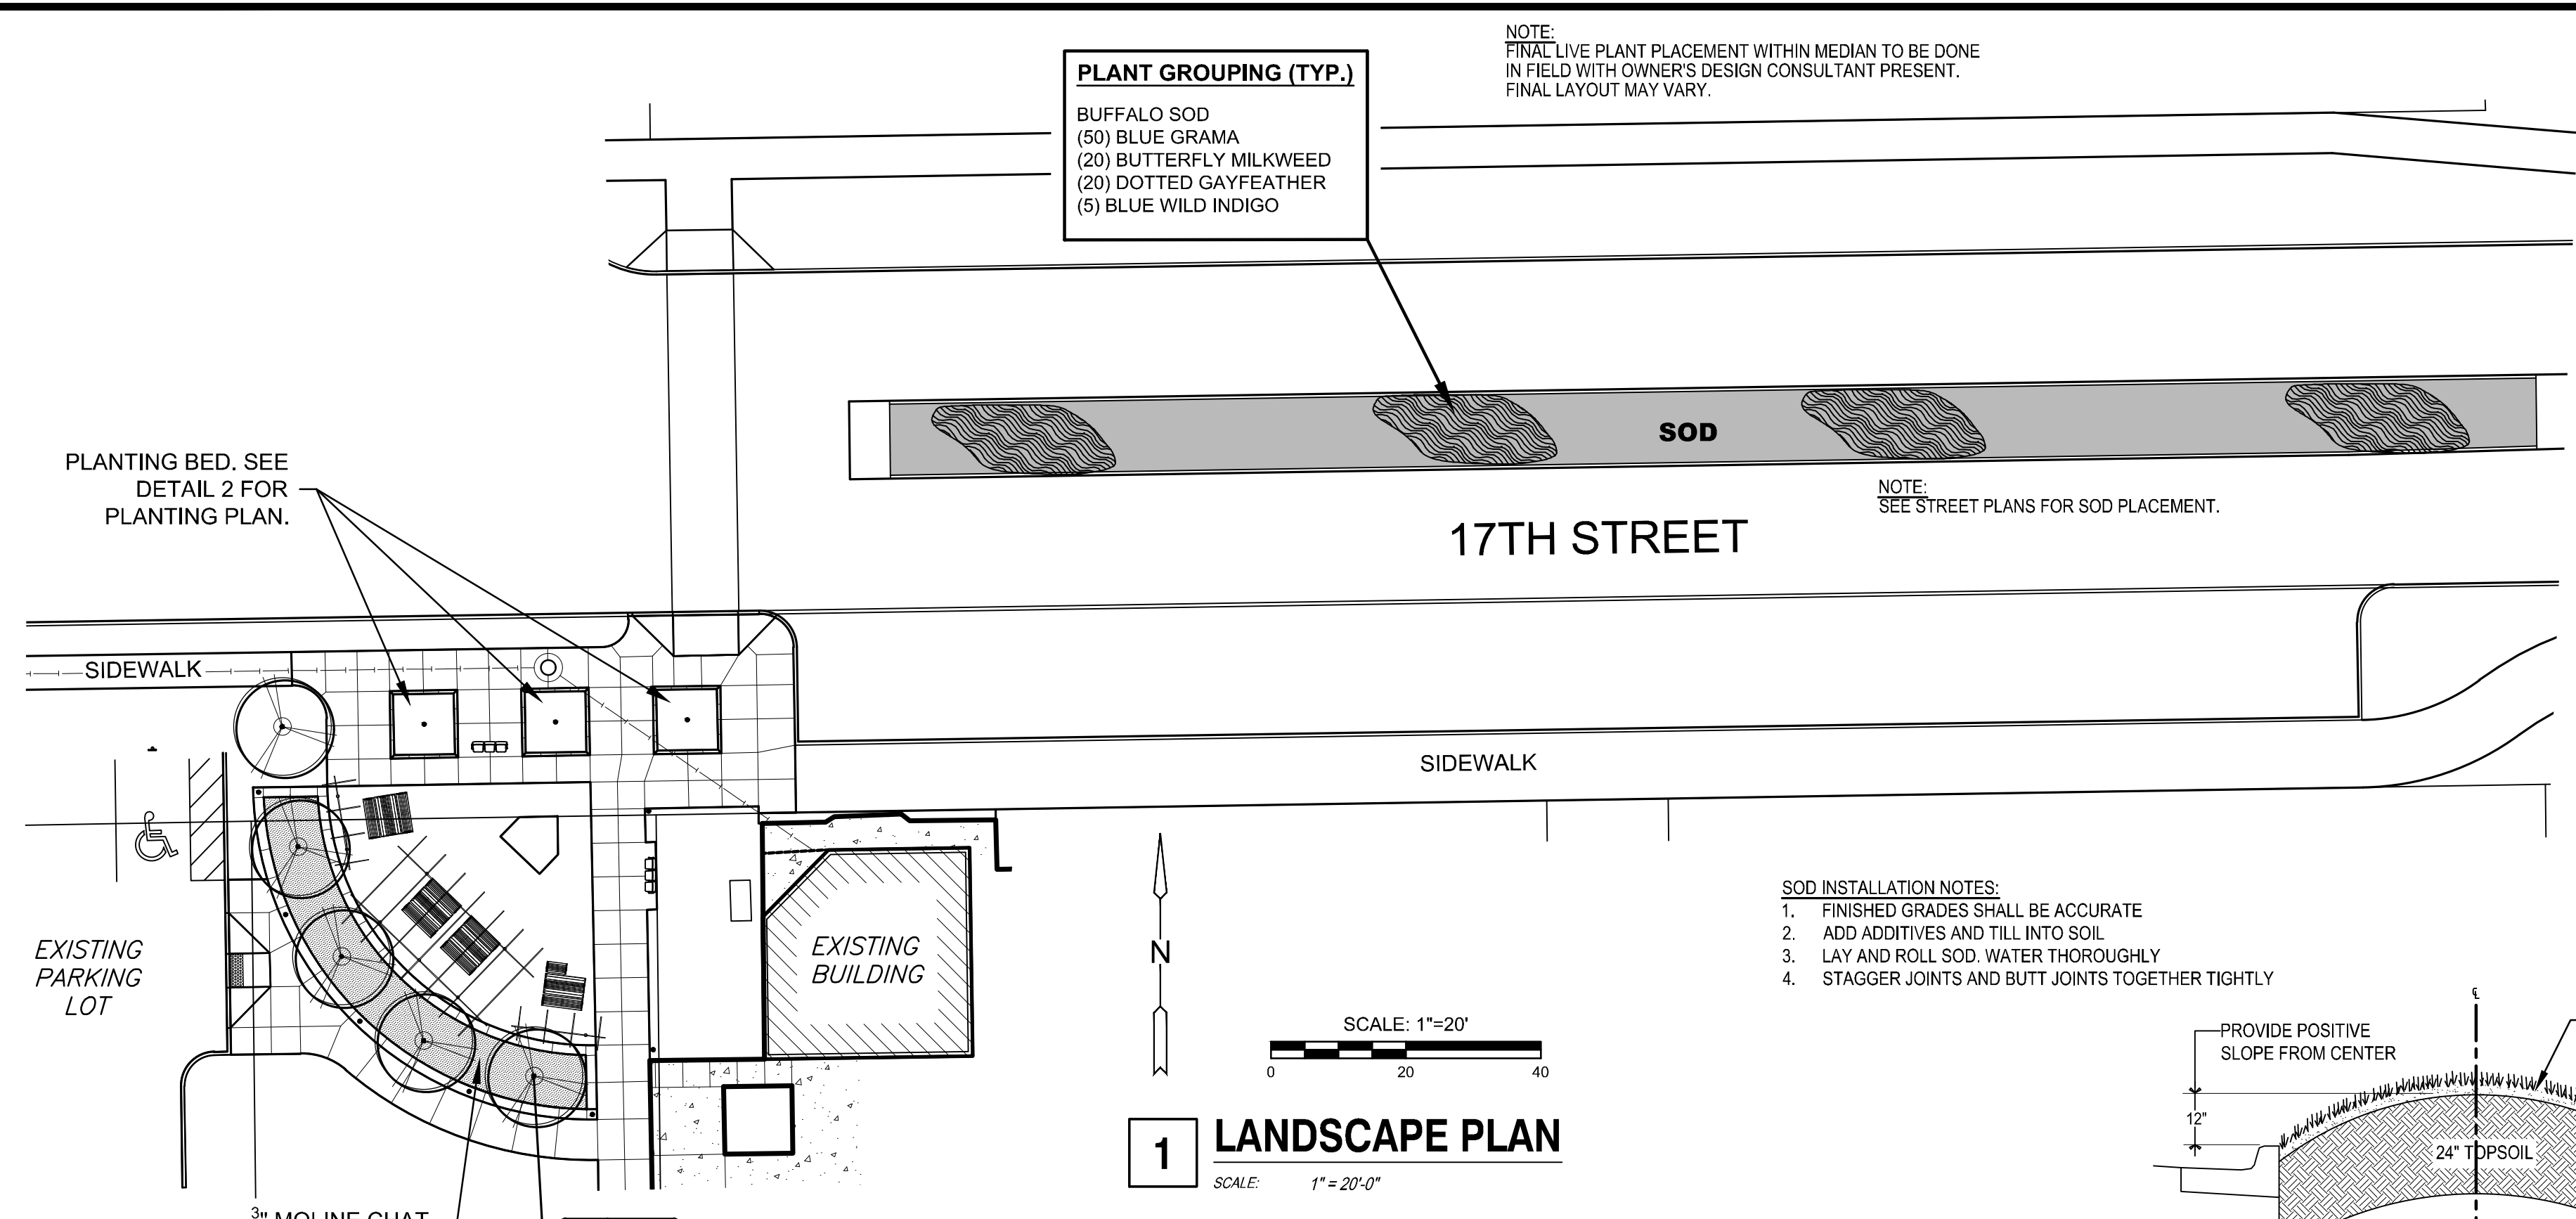 NOTE:
FINAL LIVE PLANT PLACEMENT WITHIN MEDIAN TO BE DONE
IN FIELD WITH OWNER'S DESIGN CONSULTANT PRESENT.
FINAL LAYOUT MAY VARY.
PLANT GROUPING (TYP.)
BUFFALO SOD
(50) BLUE GRAMA
(20) BUTTERFLY MILKWEED
(20) DOTTED GAYFEATHER
(5) BLUE WILD INDIGO
SOD
PLANTING BED. SEE
DETAIL 2 FOR
PLANTING PLAN.
NOTE:
SEE STREET PLANS FOR SOD PLACEMENT.
17TH STREET
SIDEWALK
SIDEWALK
EXISTING
PARKING
LOT
EXISTING
BUILDING
N
SOD INSTALLATION NOTES:
1. FINISHED GRADES SHALL BE ACCURATE
2. ADD ADDITIVES AND TILL INTO SOIL
3. LAY AND ROLL SOD. WATER THOROUGHLY
4. STAGGER JOINTS AND BUTT JOINTS TOGETHER TIGHTLY
SCALE: 1"=20'
0 20 40
1 LANDSCAPE PLAN
SCALE: 1" = 20'-0"
℄
PROVIDE POSITIVE
SLOPE FROM CENTER
12"
24" TOPSOIL